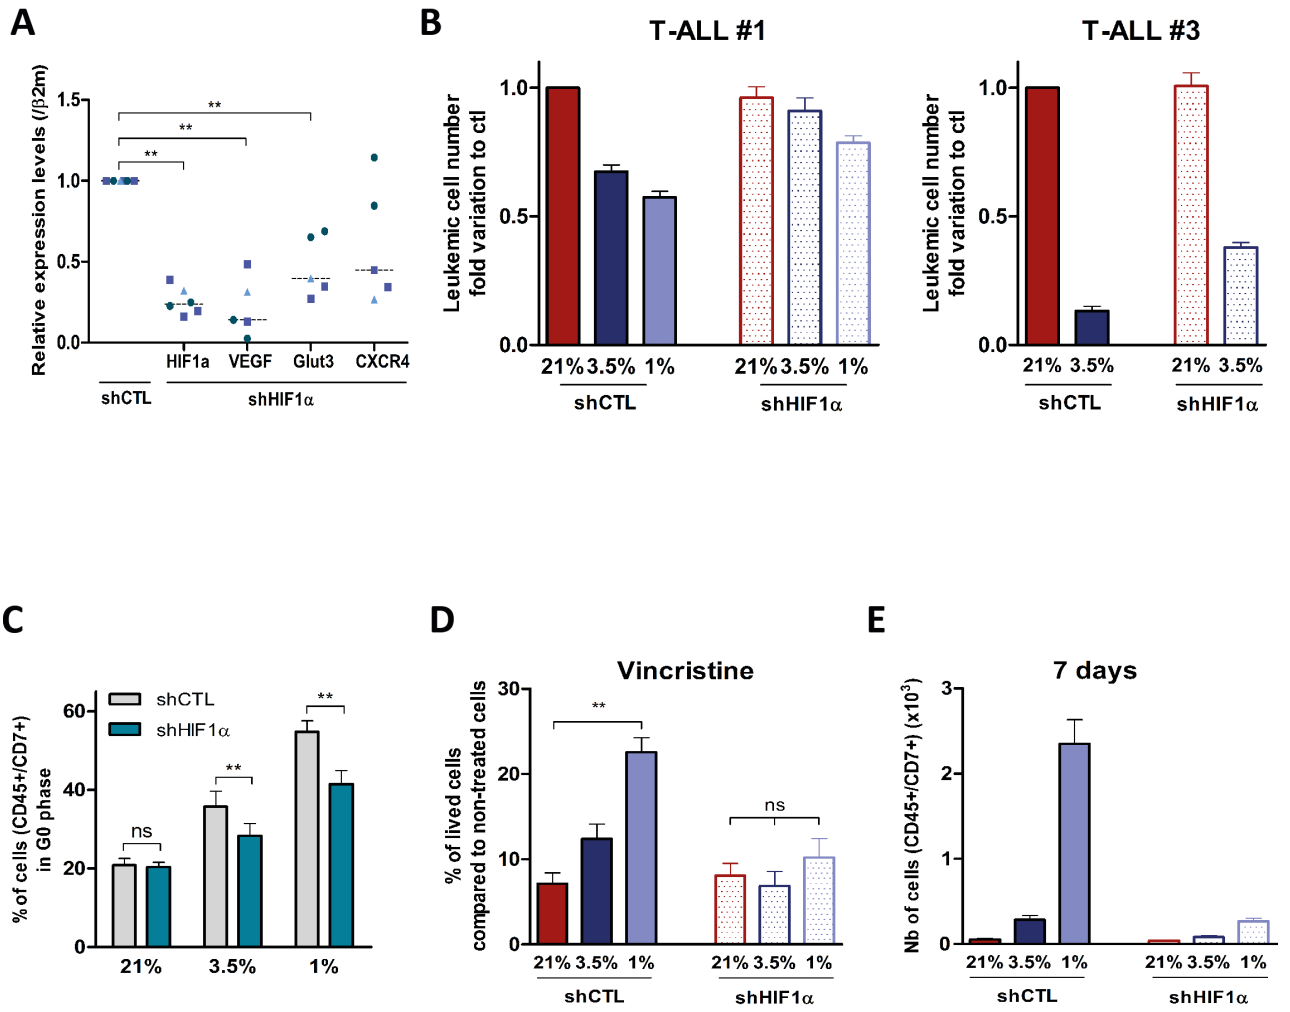 A
Relative expression levels (/β2m)
1.5
1.0
0.5
0.0
**
**
**
HIF1a VEGF Glut3 CXCR4
shCTL shHIF1α
B
T-ALL #1
Leukemic cell number
fold variation to ctl
1.0
0.5
0.0
21% 3.5% 1% 21% 3.5% 1%
shCTL shHIF1α
T-ALL #3
Leukemic cell number
fold variation to ctl
1.0
0.5
0.0
21% 3.5% 21% 3.5%
shCTL shHIF1α
C
% of cells (CD45+/CD7+)
in G0 phase
60
40
20
0
shCTL
shHIF1α
ns
**
**
21% 3.5% 1%
D
Vincristine
% of lived cells
compared to non-treated cells
30
20
10
0
**
ns
21% 3.5% 1% 21% 3.5% 1%
shCTL shHIF1α
E
7 days
Nb of cells (CD45+/CD7+) (x10³)
3
2
1
0
21% 3.5% 1% 21% 3.5% 1%
shCTL shHIF1α